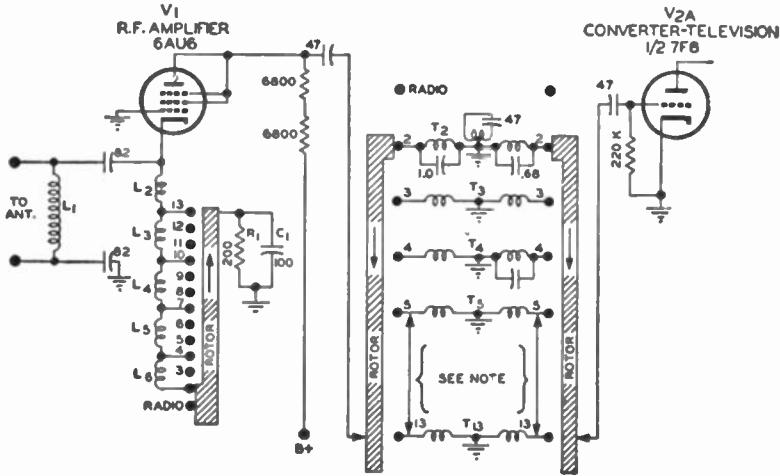 V1
R.F. AMPLIFIER
6AU6
V2A
CONVERTER-TELEVISION
1/2 7F8
47
6800
6800
RADIO
47
47
220 K
2
T2
2
1.0
.68
3
T3
3
4
T4
4
5
T5
5
SEE NOTE
13
T13
13
ROTOR
ROTOR
B+
82
TO
ANT.
L1
82
L2
L3
L4
L5
L6
13
12
11
10
9
8
7
6
5
4
3
RADIO
ROTOR
R1
200
C1
100